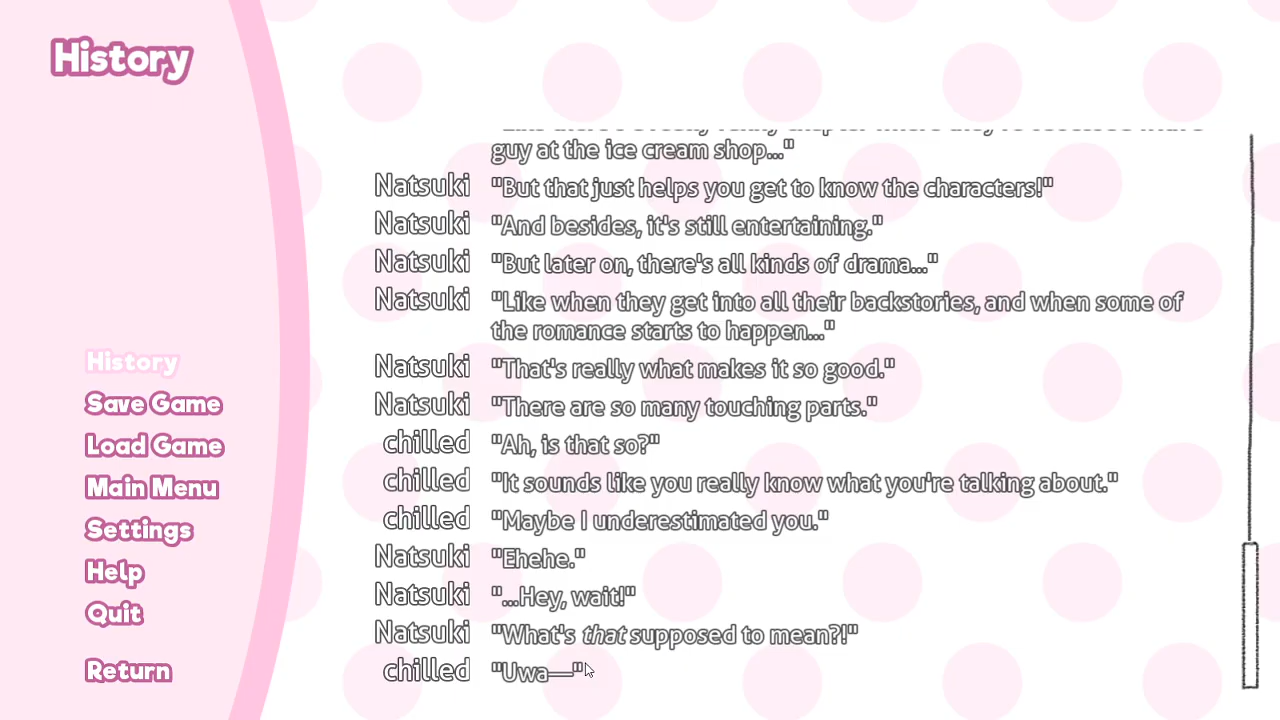 History
guy at the ice cream shop..."
Natsuki "But that just helps you get to know the characters!"
Natsuki "And besides, it's still entertaining."
Natsuki "But later on, there's all kinds of drama..."
Natsuki "Like when they get into all their backstories, and when some of
the romance starts to happen..."
Natsuki "That's really what makes it so good."
Natsuki "There are so many touching parts."
chilled "Ah, is that so?"
chilled "It sounds like you really know what you're talking about."
chilled "Maybe I underestimated you."
Natsuki "Ehehe."
Natsuki "...Hey, wait!"
Natsuki "What's that supposed to mean?!"
chilled "Uwa—"
History
Save Game
Load Game
Main Menu
Settings
Help
Quit
Return